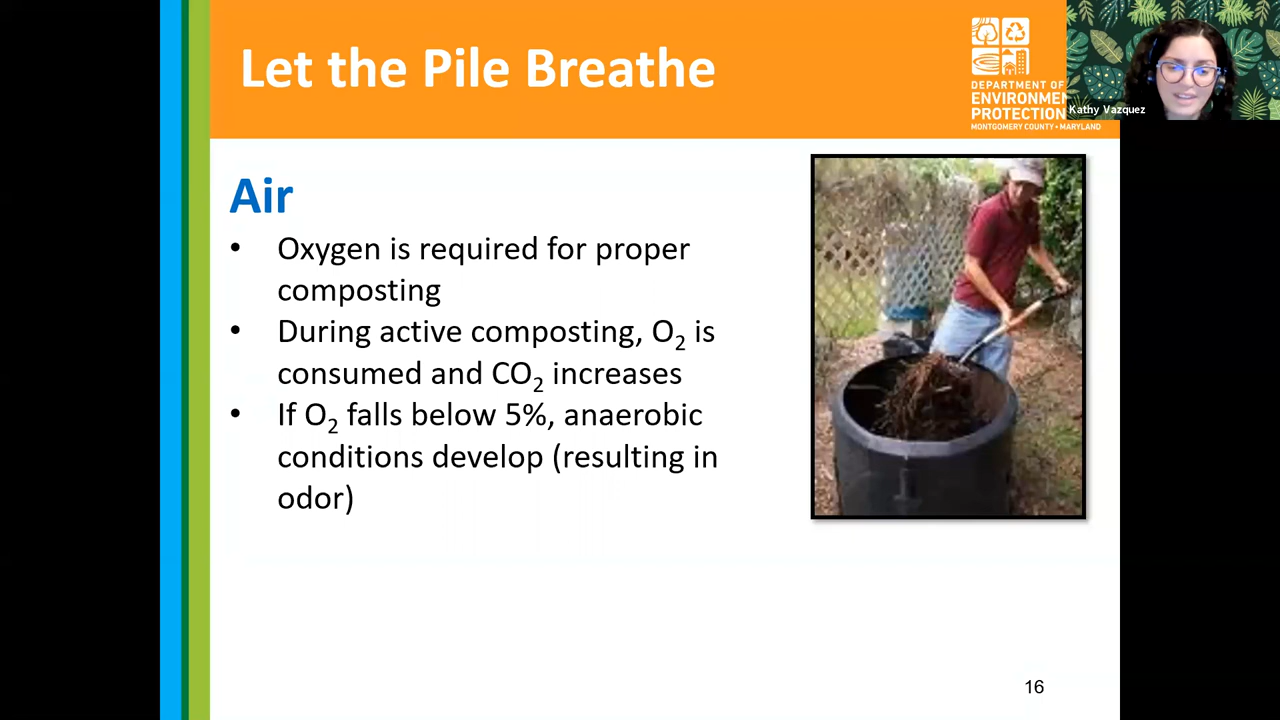 Let the Pile Breathe
DEPARTMENT OF
ENVIRONME
PROTECTION
MONTGOMERY COUNTY • MARYLAND
Kathy Vazquez
Air
• Oxygen is required for proper
composting
• During active composting, O₂ is
consumed and CO₂ increases
• If O₂ falls below 5%, anaerobic
conditions develop (resulting in
odor)
16